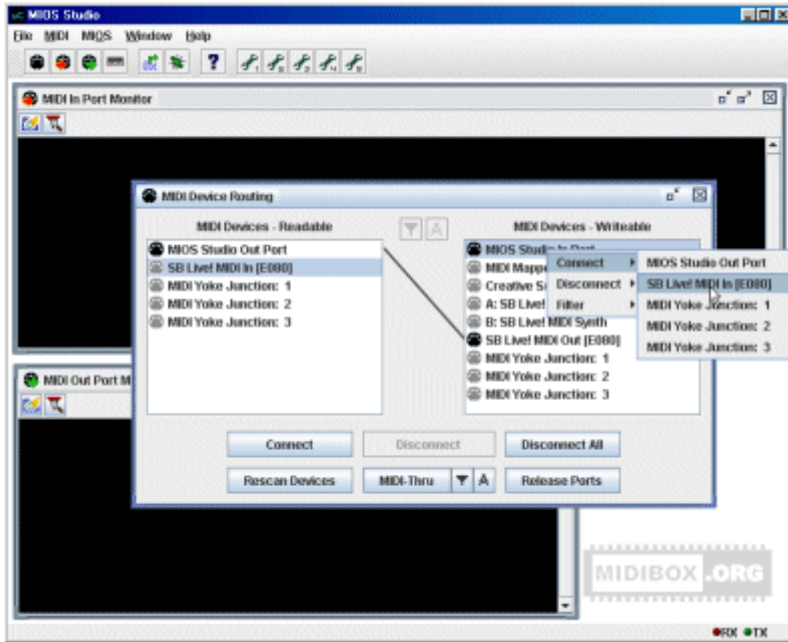 MIOS Studio
File MIDI MIOS Window Help
MIDI In Port Monitor
MIDI Device Routing
MIDI Devices - Readable
MIDI Devices - Writeable
MIOS Studio Out Port
SB Live! MIDI In [E080]
MIDI Yoke Junction: 1
MIDI Yoke Junction: 2
MIDI Yoke Junction: 3
MIOS Studio In Port
MIDI Mappe
Creative S
A: SB Live!
B: SB Live! MIDI Synth
SB Live! MIDI Out [E080]
MIDI Yoke Junction: 1
MIDI Yoke Junction: 2
MIDI Yoke Junction: 3
Connect
Disconnect
Filter
MIOS Studio Out Port
SB Live! MIDI In [E080]
MIDI Yoke Junction: 1
MIDI Yoke Junction: 2
MIDI Yoke Junction: 3
MIDI Out Port M
Connect Disconnect Disconnect All
Rescan Devices MIDI-Thru A Release Ports
MIDIBOX.ORG
RX TX